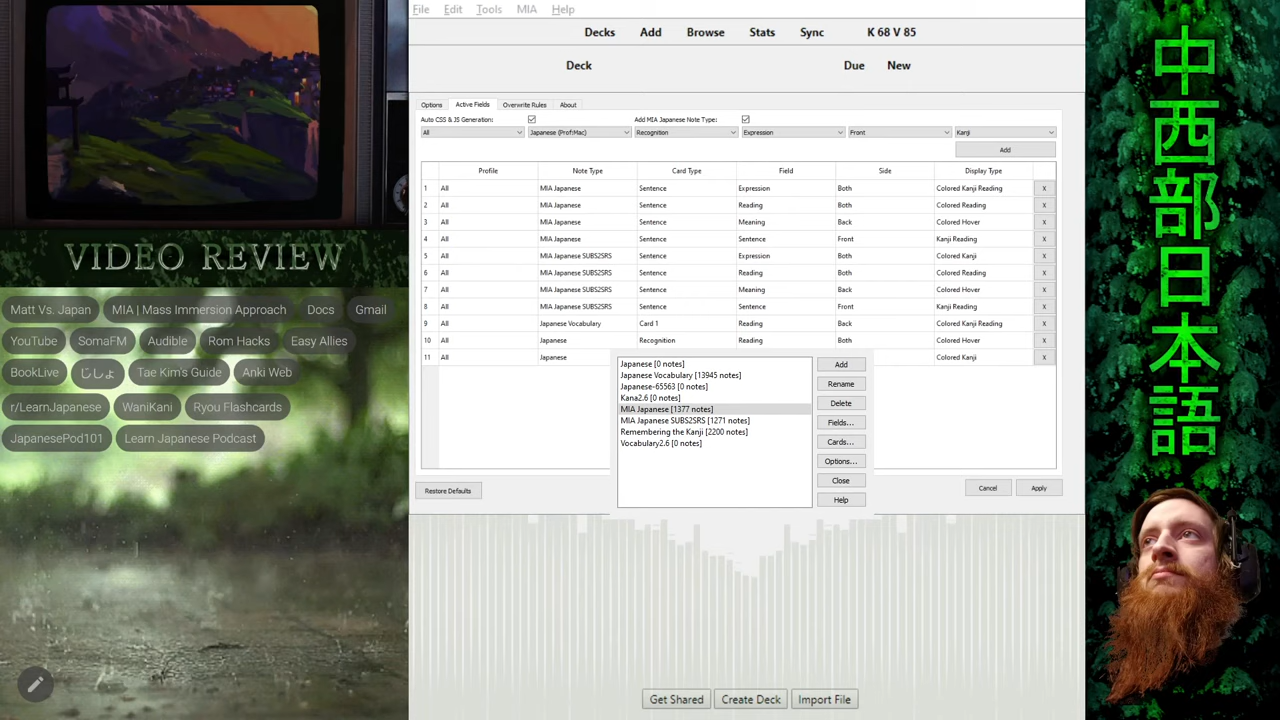 VIDEO REVIEW
Matt Vs. Japan
MIA | Mass Immersion Approach
Docs
Gmail
YouTube
SomaFM
Audible
Rom Hacks
Easy Allies
BookLive
じしょ
Tae Kim's Guide
Anki Web
r/LearnJapanese
WaniKani
Ryou Flashcards
JapanesePod101
Learn Japanese Podcast
File Edit Tools MIA Help
Decks Add Browse Stats Sync K 68 V 85
Deck Due New
Options Active Fields Overwrite Rules About
Auto CSS & JS Generation: Add MIA Japanese Note Type:
All Japanese (Prof:Mac) Recognition Expression Front Kanji
Add
Profile Note Type Card Type Field Side Display Type
1 All MIA Japanese Sentence Expression Both Colored Kanji Reading X
2 All MIA Japanese Sentence Reading Both Colored Reading X
3 All MIA Japanese Sentence Meaning Back Colored Hover X
4 All MIA Japanese Sentence Sentence Front Kanji Reading X
5 All MIA Japanese SUBS2SRS Sentence Expression Both Colored Kanji X
6 All MIA Japanese SUBS2SRS Sentence Reading Both Colored Reading X
7 All MIA Japanese SUBS2SRS Sentence Meaning Back Colored Hover X
8 All MIA Japanese SUBS2SRS Sentence Sentence Front Kanji Reading X
9 All Japanese Vocabulary Card 1 Reading Back Colored Kanji Reading X
10 All Japanese Recognition Reading Both Colored Hover X
11 All Japanese Colored Kanji X
Japanese [0 notes]
Japanese Vocabulary [13945 notes]
Japanese-65563 [0 notes]
Kana2.6 [0 notes]
MIA Japanese [1377 notes]
MIA Japanese SUBS2SRS [1271 notes]
Remembering the Kanji [2200 notes]
Vocabulary2.6 [0 notes]
Add
Rename
Delete
Fields...
Cards...
Options...
Close
Help
Restore Defaults Cancel Apply
Get Shared Create Deck Import File
中西部日本語